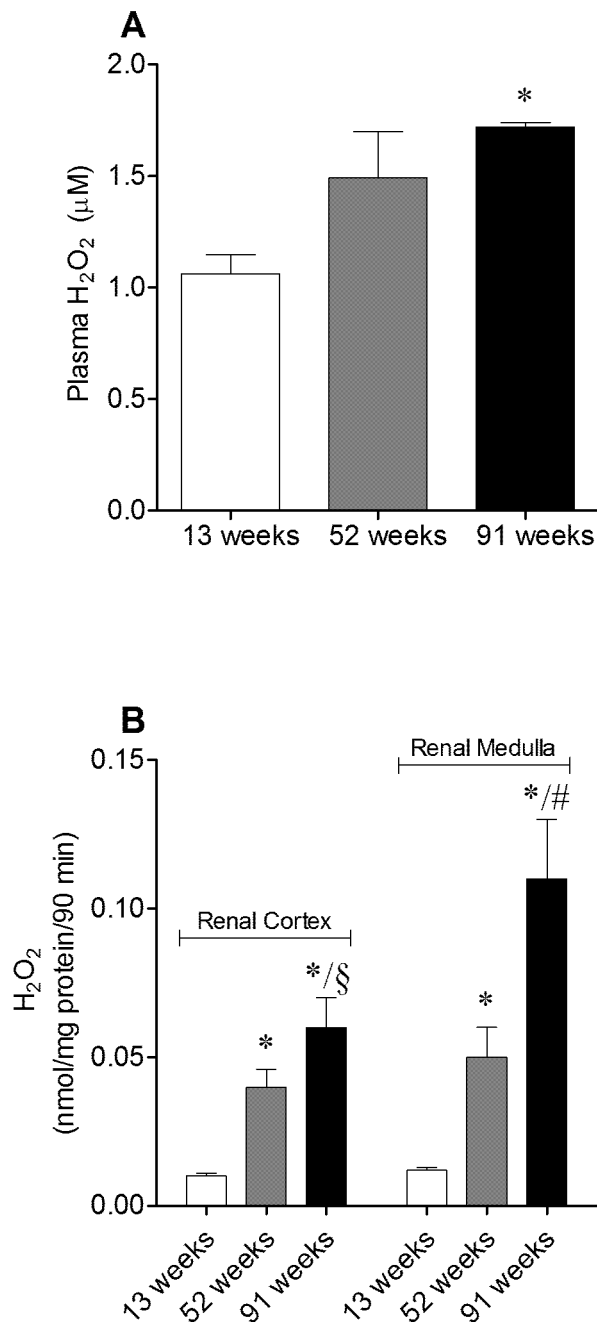 A
2.0
1.5
1.0
0.5
0.0
Plasma H₂O₂ (μM)
*
13 weeks
52 weeks
91 weeks
B
0.15
0.10
0.05
0.00
H₂O₂
(nmol/mg protein/90 min)
Renal Cortex
Renal Medulla
*
*/§
*
*/#
13 weeks
52 weeks
91 weeks
13 weeks
52 weeks
91 weeks